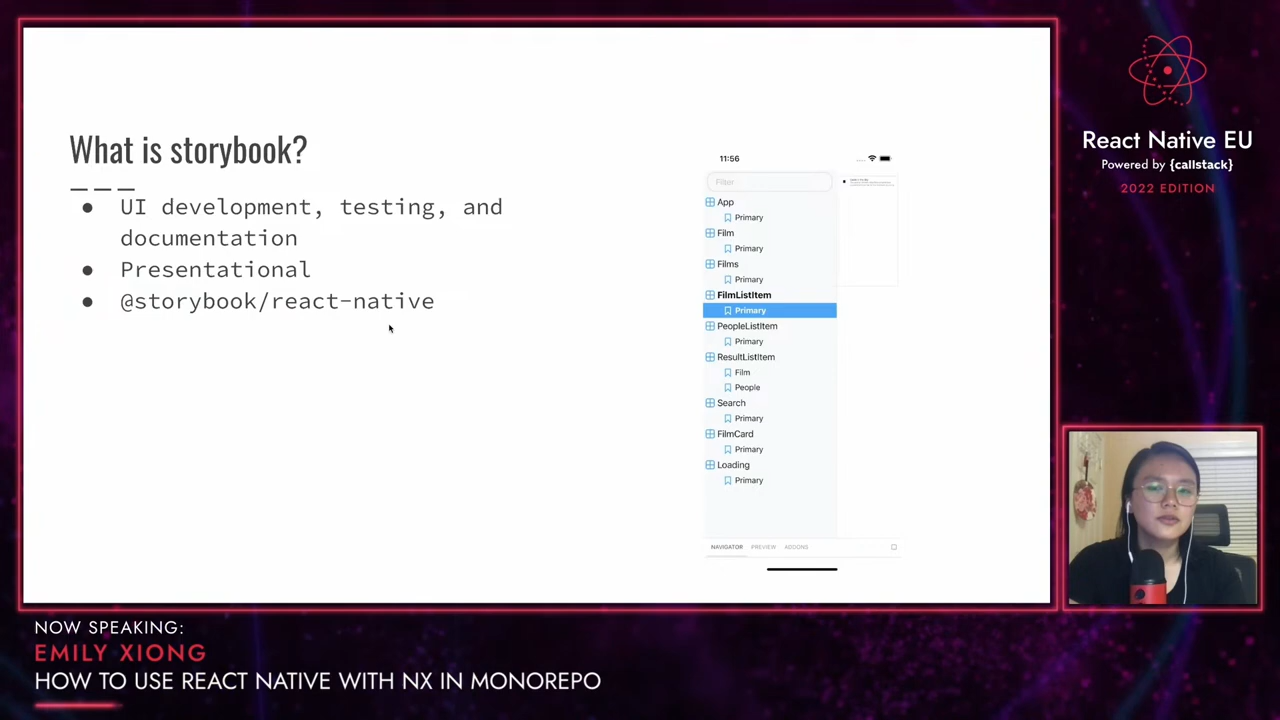 What is storybook?
● UI development, testing, and
documentation
● Presentational
● @storybook/react-native
11:56
Filter
App
Primary
Film
Primary
Films
Primary
FilmListItem
Primary
PeopleListItem
Primary
ResultListItem
Film
People
Search
Primary
FilmCard
Primary
Loading
Primary
NAVIGATOR PREVIEW ADDONS
React Native EU
Powered by {callstack}
2022 EDITION
NOW SPEAKING:
EMILY XIONG
HOW TO USE REACT NATIVE WITH NX IN MONOREPO